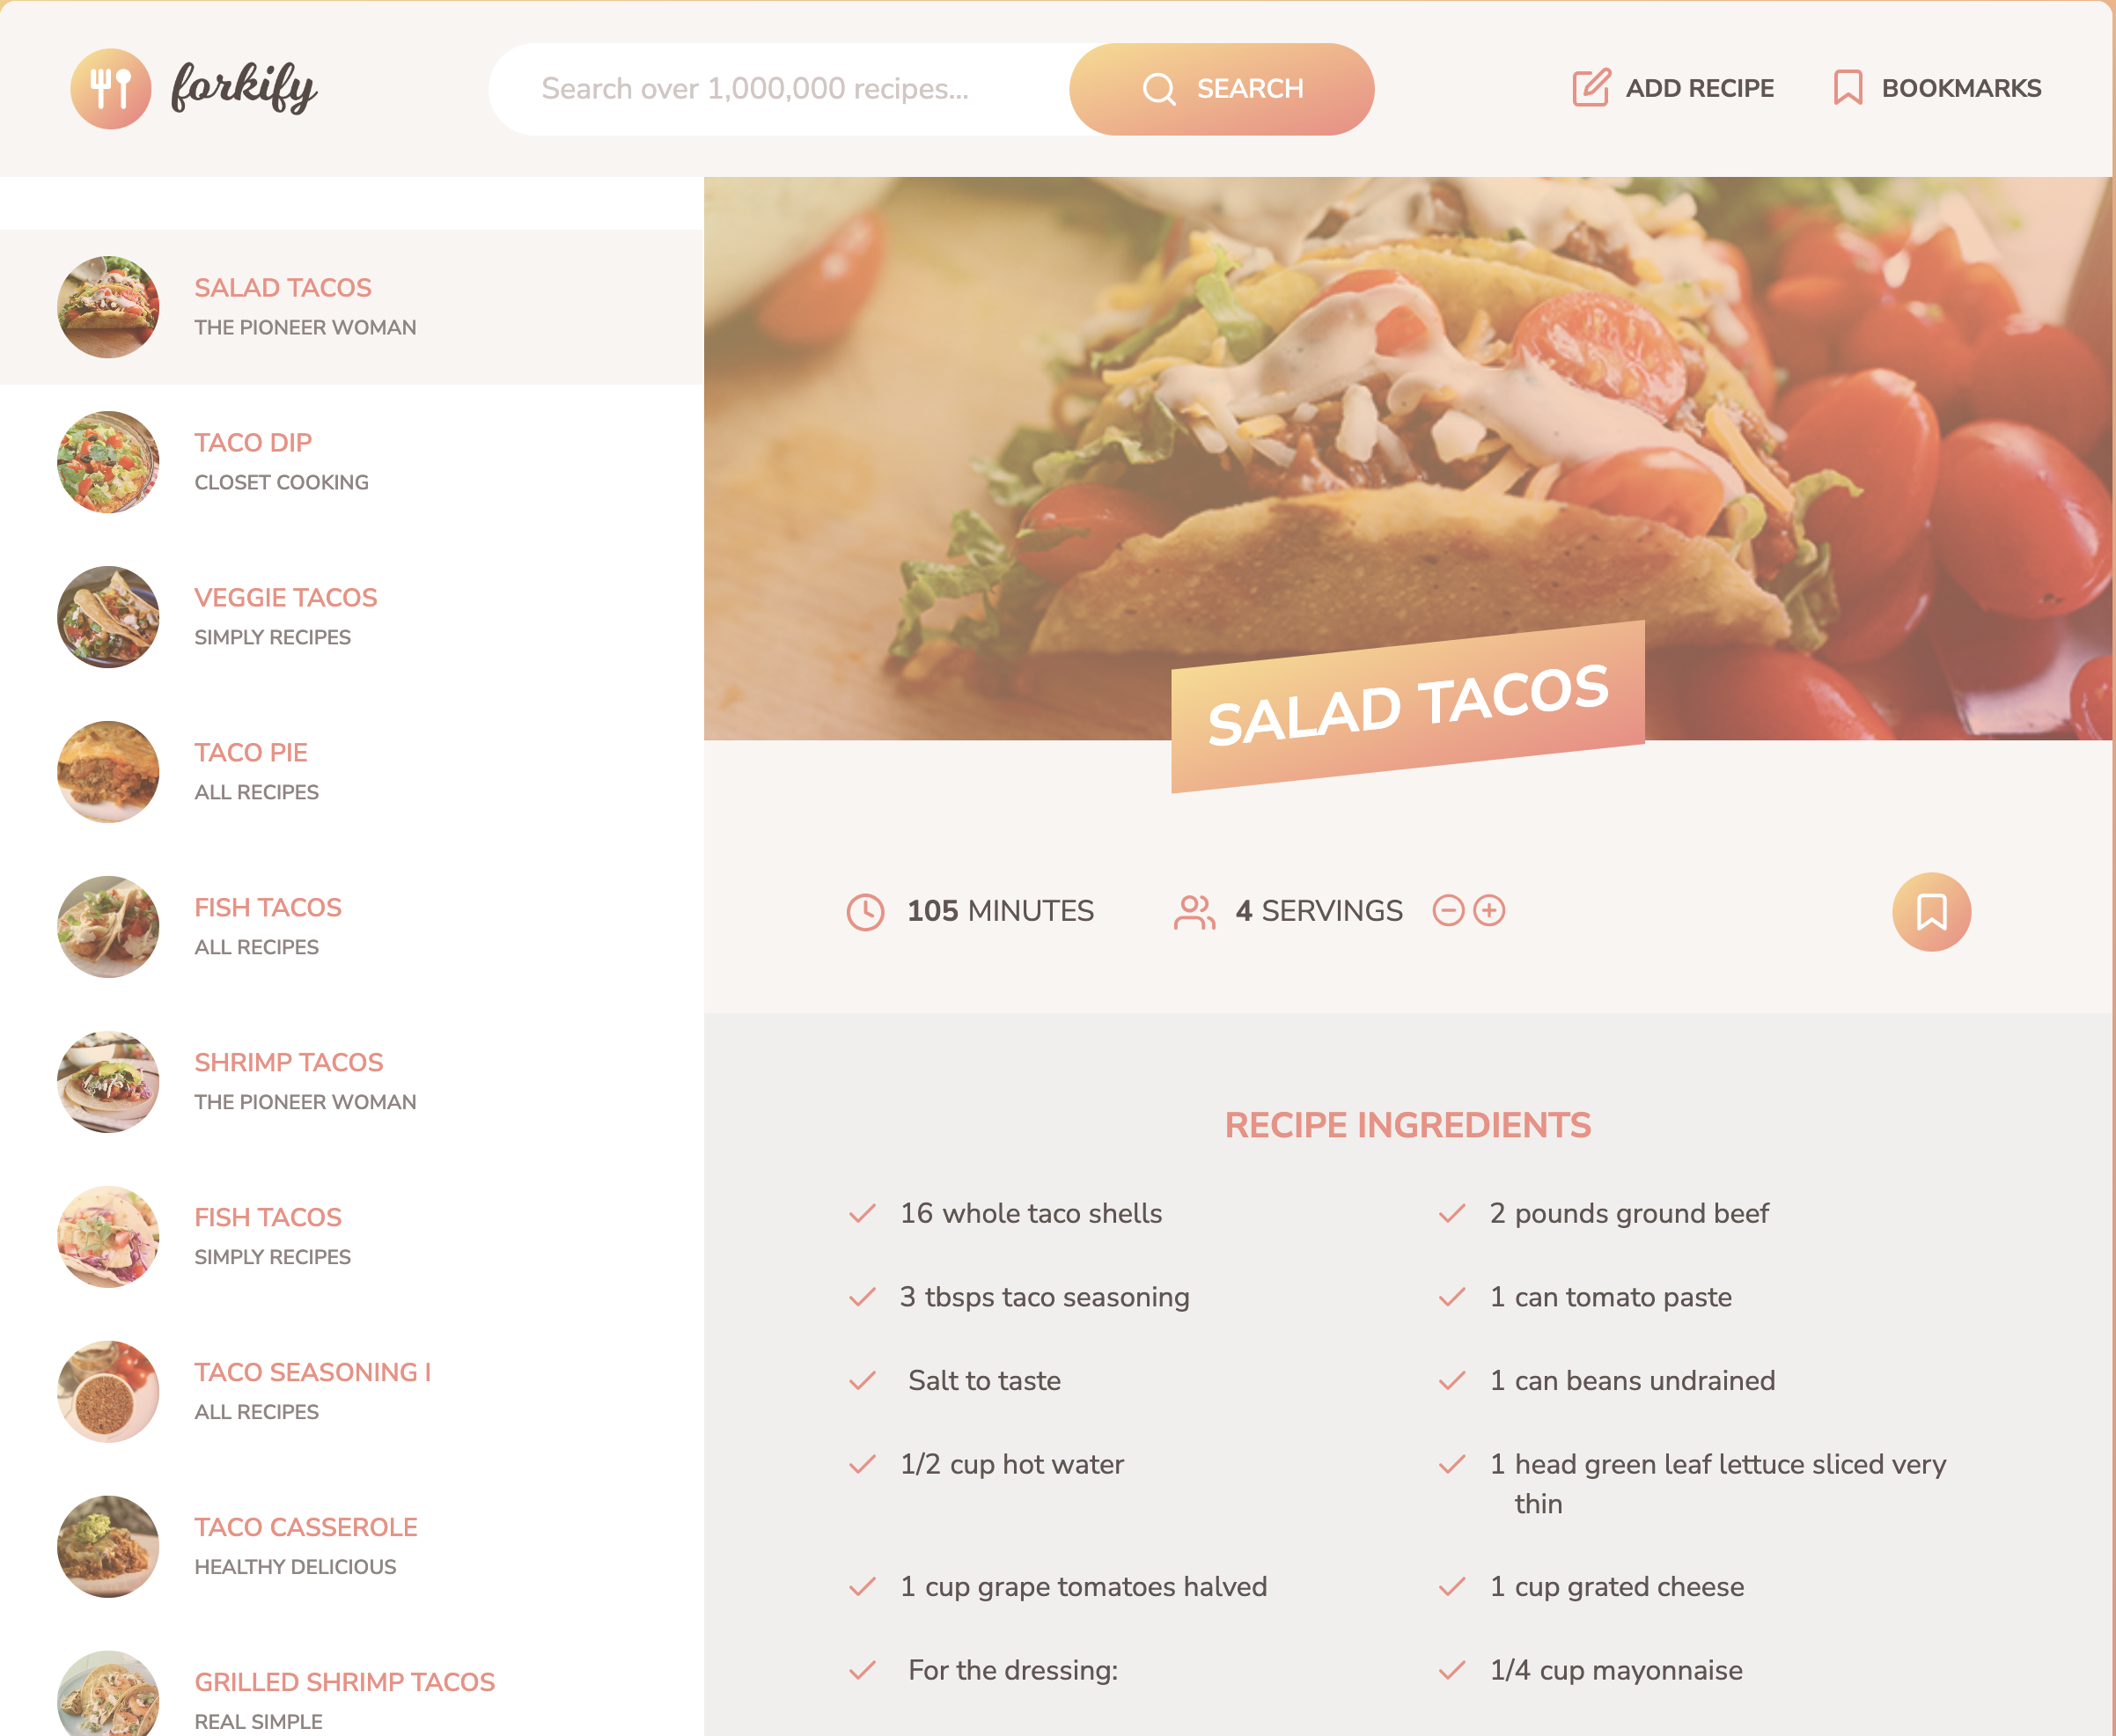 forkify
Search over 1,000,000 recipes...
SEARCH
ADD RECIPE
BOOKMARKS
SALAD TACOS
THE PIONEER WOMAN
TACO DIP
CLOSET COOKING
VEGGIE TACOS
SIMPLY RECIPES
TACO PIE
ALL RECIPES
FISH TACOS
ALL RECIPES
SHRIMP TACOS
THE PIONEER WOMAN
FISH TACOS
SIMPLY RECIPES
TACO SEASONING I
ALL RECIPES
TACO CASSEROLE
HEALTHY DELICIOUS
GRILLED SHRIMP TACOS
REAL SIMPLE
SALAD TACOS
105 MINUTES
4 SERVINGS
RECIPE INGREDIENTS
16 whole taco shells
2 pounds ground beef
3 tbsps taco seasoning
1 can tomato paste
Salt to taste
1 can beans undrained
1/2 cup hot water
1 head green leaf lettuce sliced very
thin
1 cup grape tomatoes halved
1 cup grated cheese
For the dressing:
1/4 cup mayonnaise